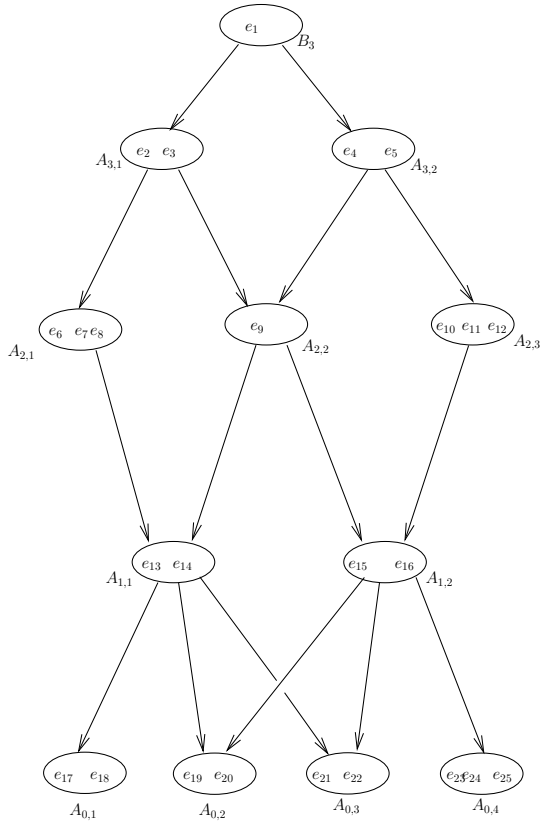 e₁
B₃
e₂ e₃
e₄ e₅
A₃,₁
A₃,₂
e₆ e₇ e₈
e₉
e₁₀ e₁₁ e₁₂
A₂,₁
A₂,₂
A₂,₃
e₁₃ e₁₄
e₁₅ e₁₆
A₁,₁
A₁,₂
e₁₇ e₁₈
e₁₉ e₂₀
e₂₁ e₂₂
e₂₃ e₂₄ e₂₅
A₀,₁
A₀,₂
A₀,₃
A₀,₄